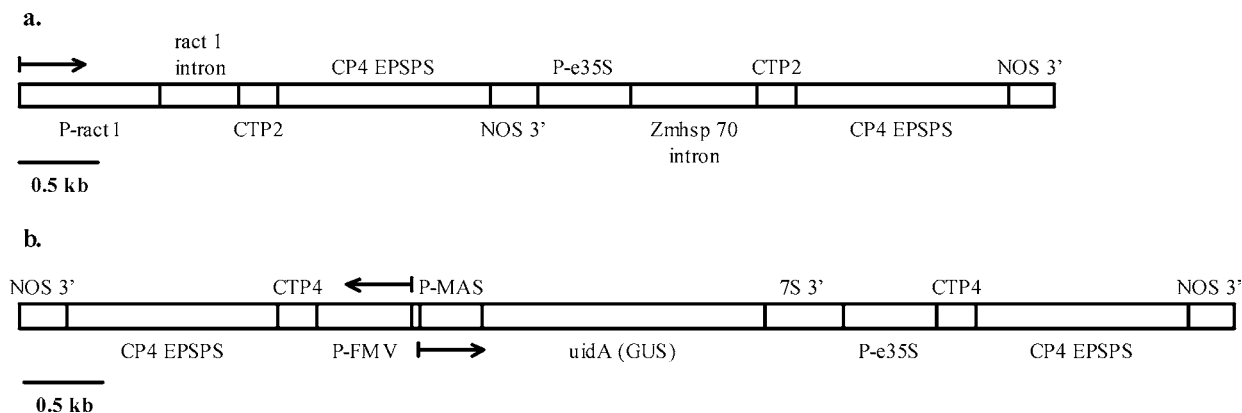 a.
ract 1
intron
CP4 EPSPS
P-e35S
CTP2
NOS 3’
P-ract1
CTP2
NOS 3’
Zmhsp 70
intron
CP4 EPSPS
0.5 kb
b.
NOS 3’
CTP4
P-MAS
7S 3’
CTP4
NOS 3’
CP4 EPSPS
P-FMV
uidA (GUS)
P-e35S
CP4 EPSPS
0.5 kb